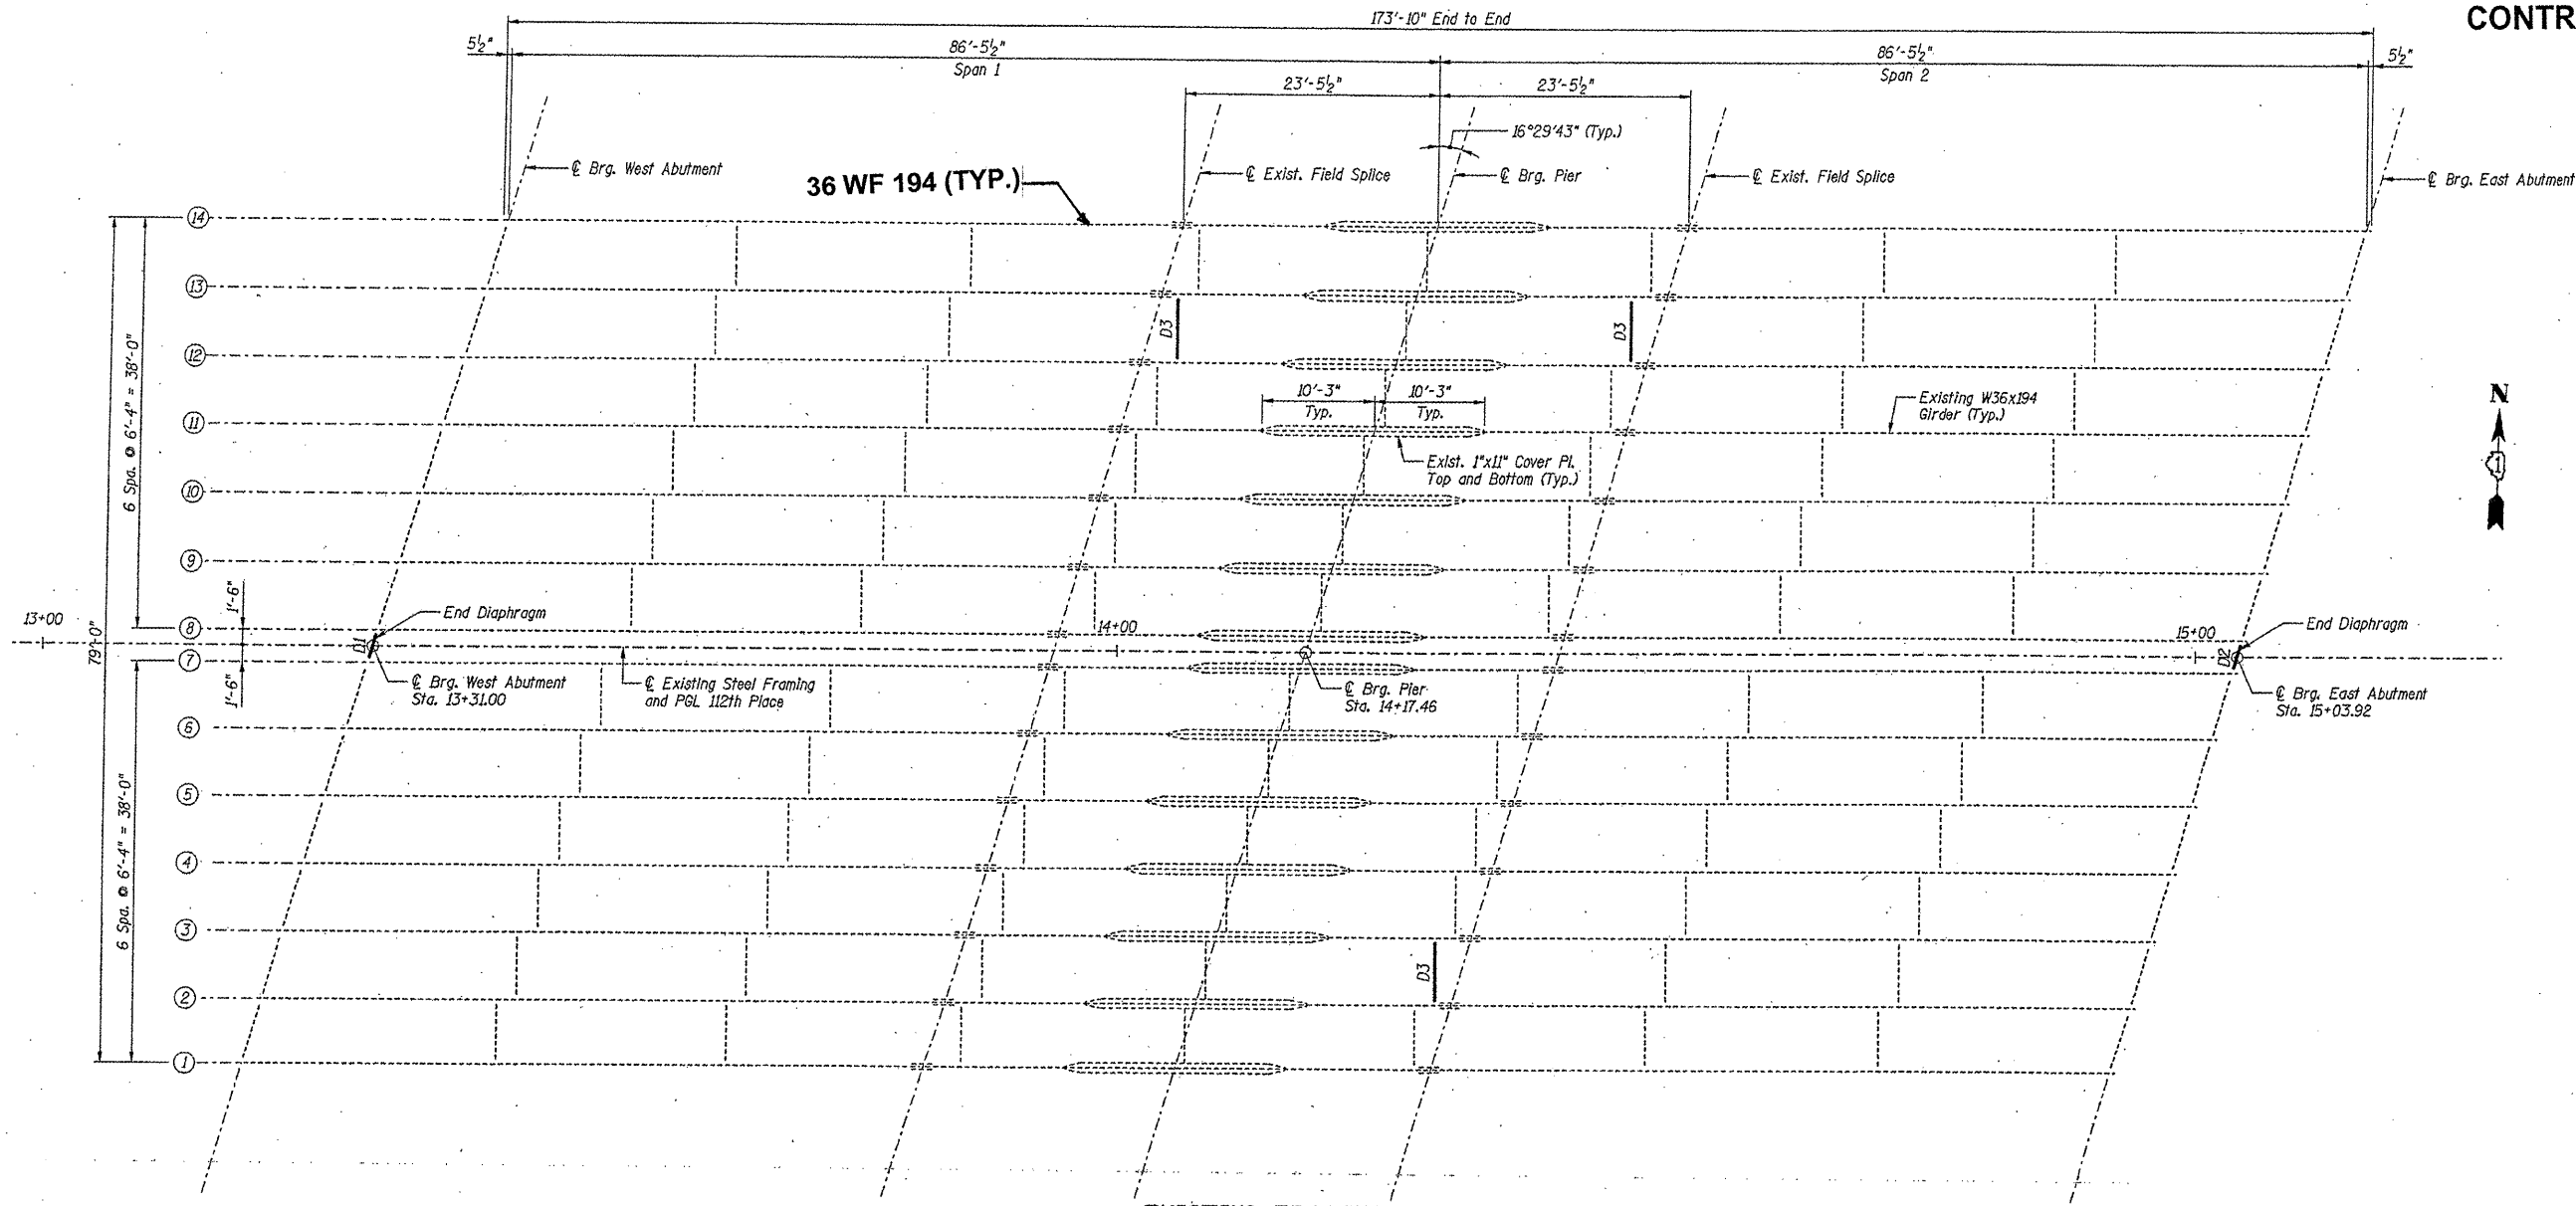 CONTR
173'-10" End to End
5½"
86'-5½"
Span 1
86'-5½"
Span 2
5½"
23'-5½"
23'-5½"
16°29'43" (Typ.)
℄ Brg. West Abutment
36 WF 194 (TYP.)
℄ Exist. Field Splice
℄ Brg. Pier
℄ Exist. Field Splice
℄ Brg. East Abutment
14
13
D3
D3
12
10'-3"
Typ.
10'-3"
Typ.
Existing W36x194
Girder (Typ.)
N
11
Exist. 1"x11" Cover Pl.
Top and Bottom (Typ.)
6 Spa. @ 6'-4" = 38'-0"
10
9
1'-6"
End Diaphragm
13+00
8
14+00
15+00
End Diaphragm
79'-0"
D1
D2
7
1'-6"
℄ Brg. West Abutment
Sta. 13+31.00
℄ Existing Steel Framing
and PGL 112th Place
℄ Brg. Pier
Sta. 14+17.46
℄ Brg. East Abutment
Sta. 15+03.92
6
5
6 Spa. @ 6'-4" = 38'-0"
4
3
D3
2
1